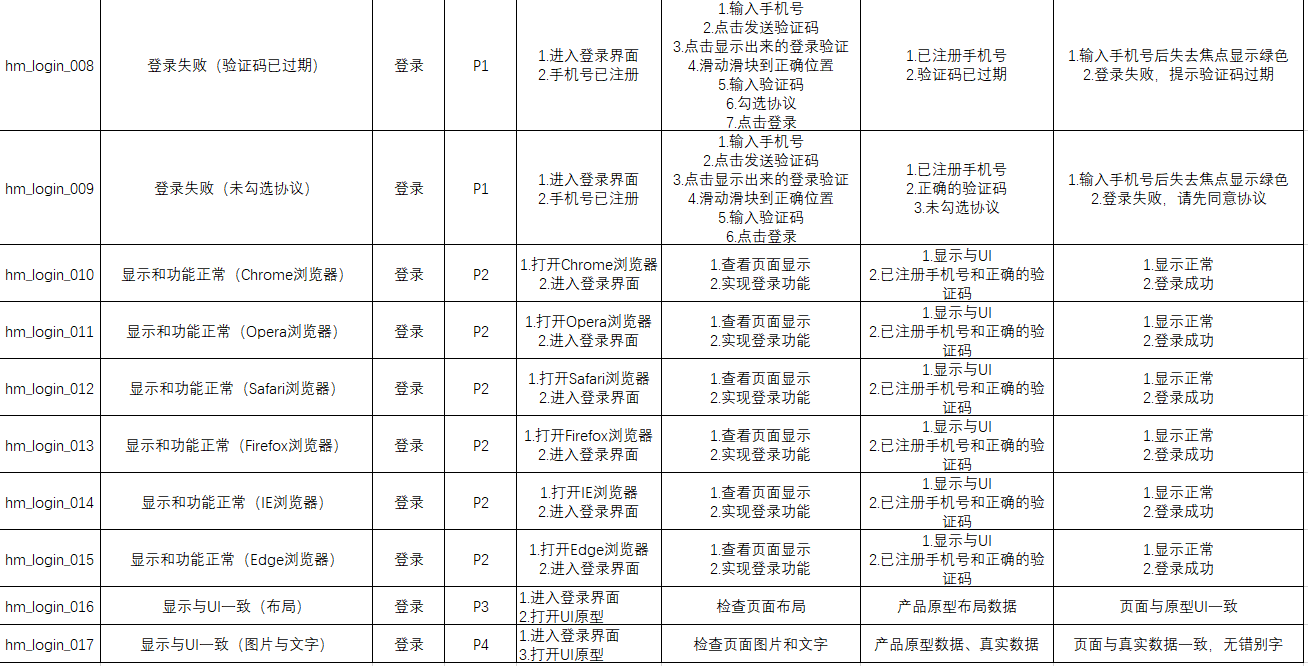 hm_login_008
登录失败（验证码已过期）
登录
P1
1.进入登录界面
2.手机号已注册
1.输入手机号
2.点击发送验证码
3.点击显示出来的登录验证
4.滑动滑块到正确位置
5.输入验证码
6.勾选协议
7.点击登录
1.已注册手机号
2.验证码已过期
1.输入手机号后失去焦点显示绿色
2.登录失败，提示验证码过期
hm_login_009
登录失败（未勾选协议）
登录
P1
1.进入登录界面
2.手机号已注册
1.输入手机号
2.点击发送验证码
3.点击显示出来的登录验证
4.滑动滑块到正确位置
5.输入验证码
6.点击登录
1.已注册手机号
2.正确的验证码
3.未勾选协议
1.输入手机号后失去焦点显示绿色
2.登录失败，请先同意协议
hm_login_010
显示和功能正常（Chrome浏览器）
登录
P2
1.打开Chrome浏览器
2.进入登录界面
1.查看页面显示
2.实现登录功能
1.显示与UI
2.已注册手机号和正确的验
证码
1.显示正常
2.登录成功
hm_login_011
显示和功能正常（Opera浏览器）
登录
P2
1.打开Opera浏览器
2.进入登录界面
1.查看页面显示
2.实现登录功能
1.显示与UI
2.已注册手机号和正确的验
证码
1.显示正常
2.登录成功
hm_login_012
显示和功能正常（Safari浏览器）
登录
P2
1.打开Safari浏览器
2.进入登录界面
1.查看页面显示
2.实现登录功能
1.显示与UI
2.已注册手机号和正确的验
证码
1.显示正常
2.登录成功
hm_login_013
显示和功能正常（Firefox浏览器）
登录
P2
1.打开Firefox浏览器
2.进入登录界面
1.查看页面显示
2.实现登录功能
1.显示与UI
2.已注册手机号和正确的验
证码
1.显示正常
2.登录成功
hm_login_014
显示和功能正常（IE浏览器）
登录
P2
1.打开IE浏览器
2.进入登录界面
1.查看页面显示
2.实现登录功能
1.显示与UI
2.已注册手机号和正确的验
证码
1.显示正常
2.登录成功
hm_login_015
显示和功能正常（Edge浏览器）
登录
P2
1.打开Edge浏览器
2.进入登录界面
1.查看页面显示
2.实现登录功能
1.显示与UI
2.已注册手机号和正确的验
证码
1.显示正常
2.登录成功
hm_login_016
显示与UI一致（布局）
登录
P3
1.进入登录界面
2.打开UI原型
检查页面布局
产品原型布局数据
页面与原型UI一致
hm_login_017
显示与UI一致（图片与文字）
登录
P4
1.进入登录界面
3.打开UI原型
检查页面图片和文字
产品原型数据、真实数据
页面与真实数据一致，无错别字